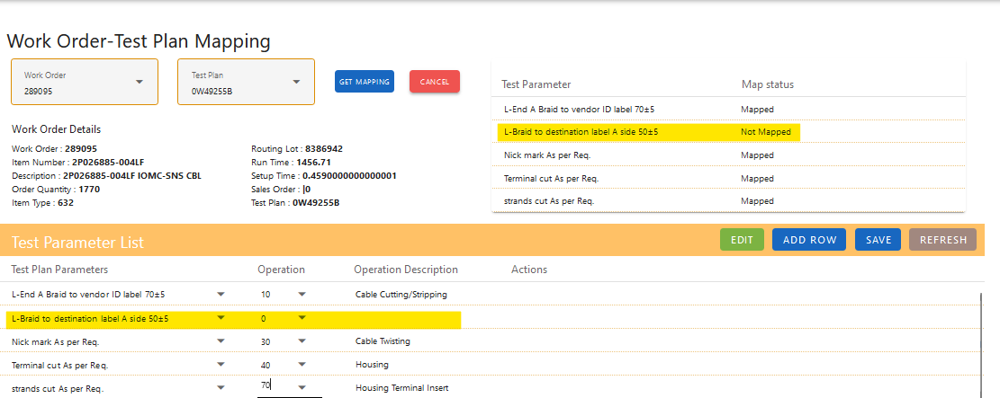 Work Order-Test Plan Mapping
Work Order
289095
Test Plan
0W49255B
GET MAPPING
CANCEL
Work Order Details
Work Order : 289095
Item Number : 2P026885-004LF
Description : 2P026885-004LF IOMC-SNS CBL
Order Quantity : 1770
Item Type : 632
Routing Lot : 8386942
Run Time : 1456.71
Setup Time : 0.4590000000000001
Sales Order : |0
Test Plan : 0W49255B
Test Parameter Map status
L-End A Braid to vendor ID label 70±5 Mapped
L-Braid to destination label A side 50±5 Not Mapped
Nick mark As per Req. Mapped
Terminal cut As per Req. Mapped
strands cut As per Req. Mapped
Test Parameter List
EDIT
ADD ROW
SAVE
REFRESH
Test Plan Parameters Operation Operation Description Actions
L-End A Braid to vendor ID label 70±5 10 Cable Cutting/Stripping
L-Braid to destination label A side 50±5 0
Nick mark As per Req. 30 Cable Twisting
Terminal cut As per Req. 40 Housing
strands cut As per Req. 70 Housing Terminal Insert